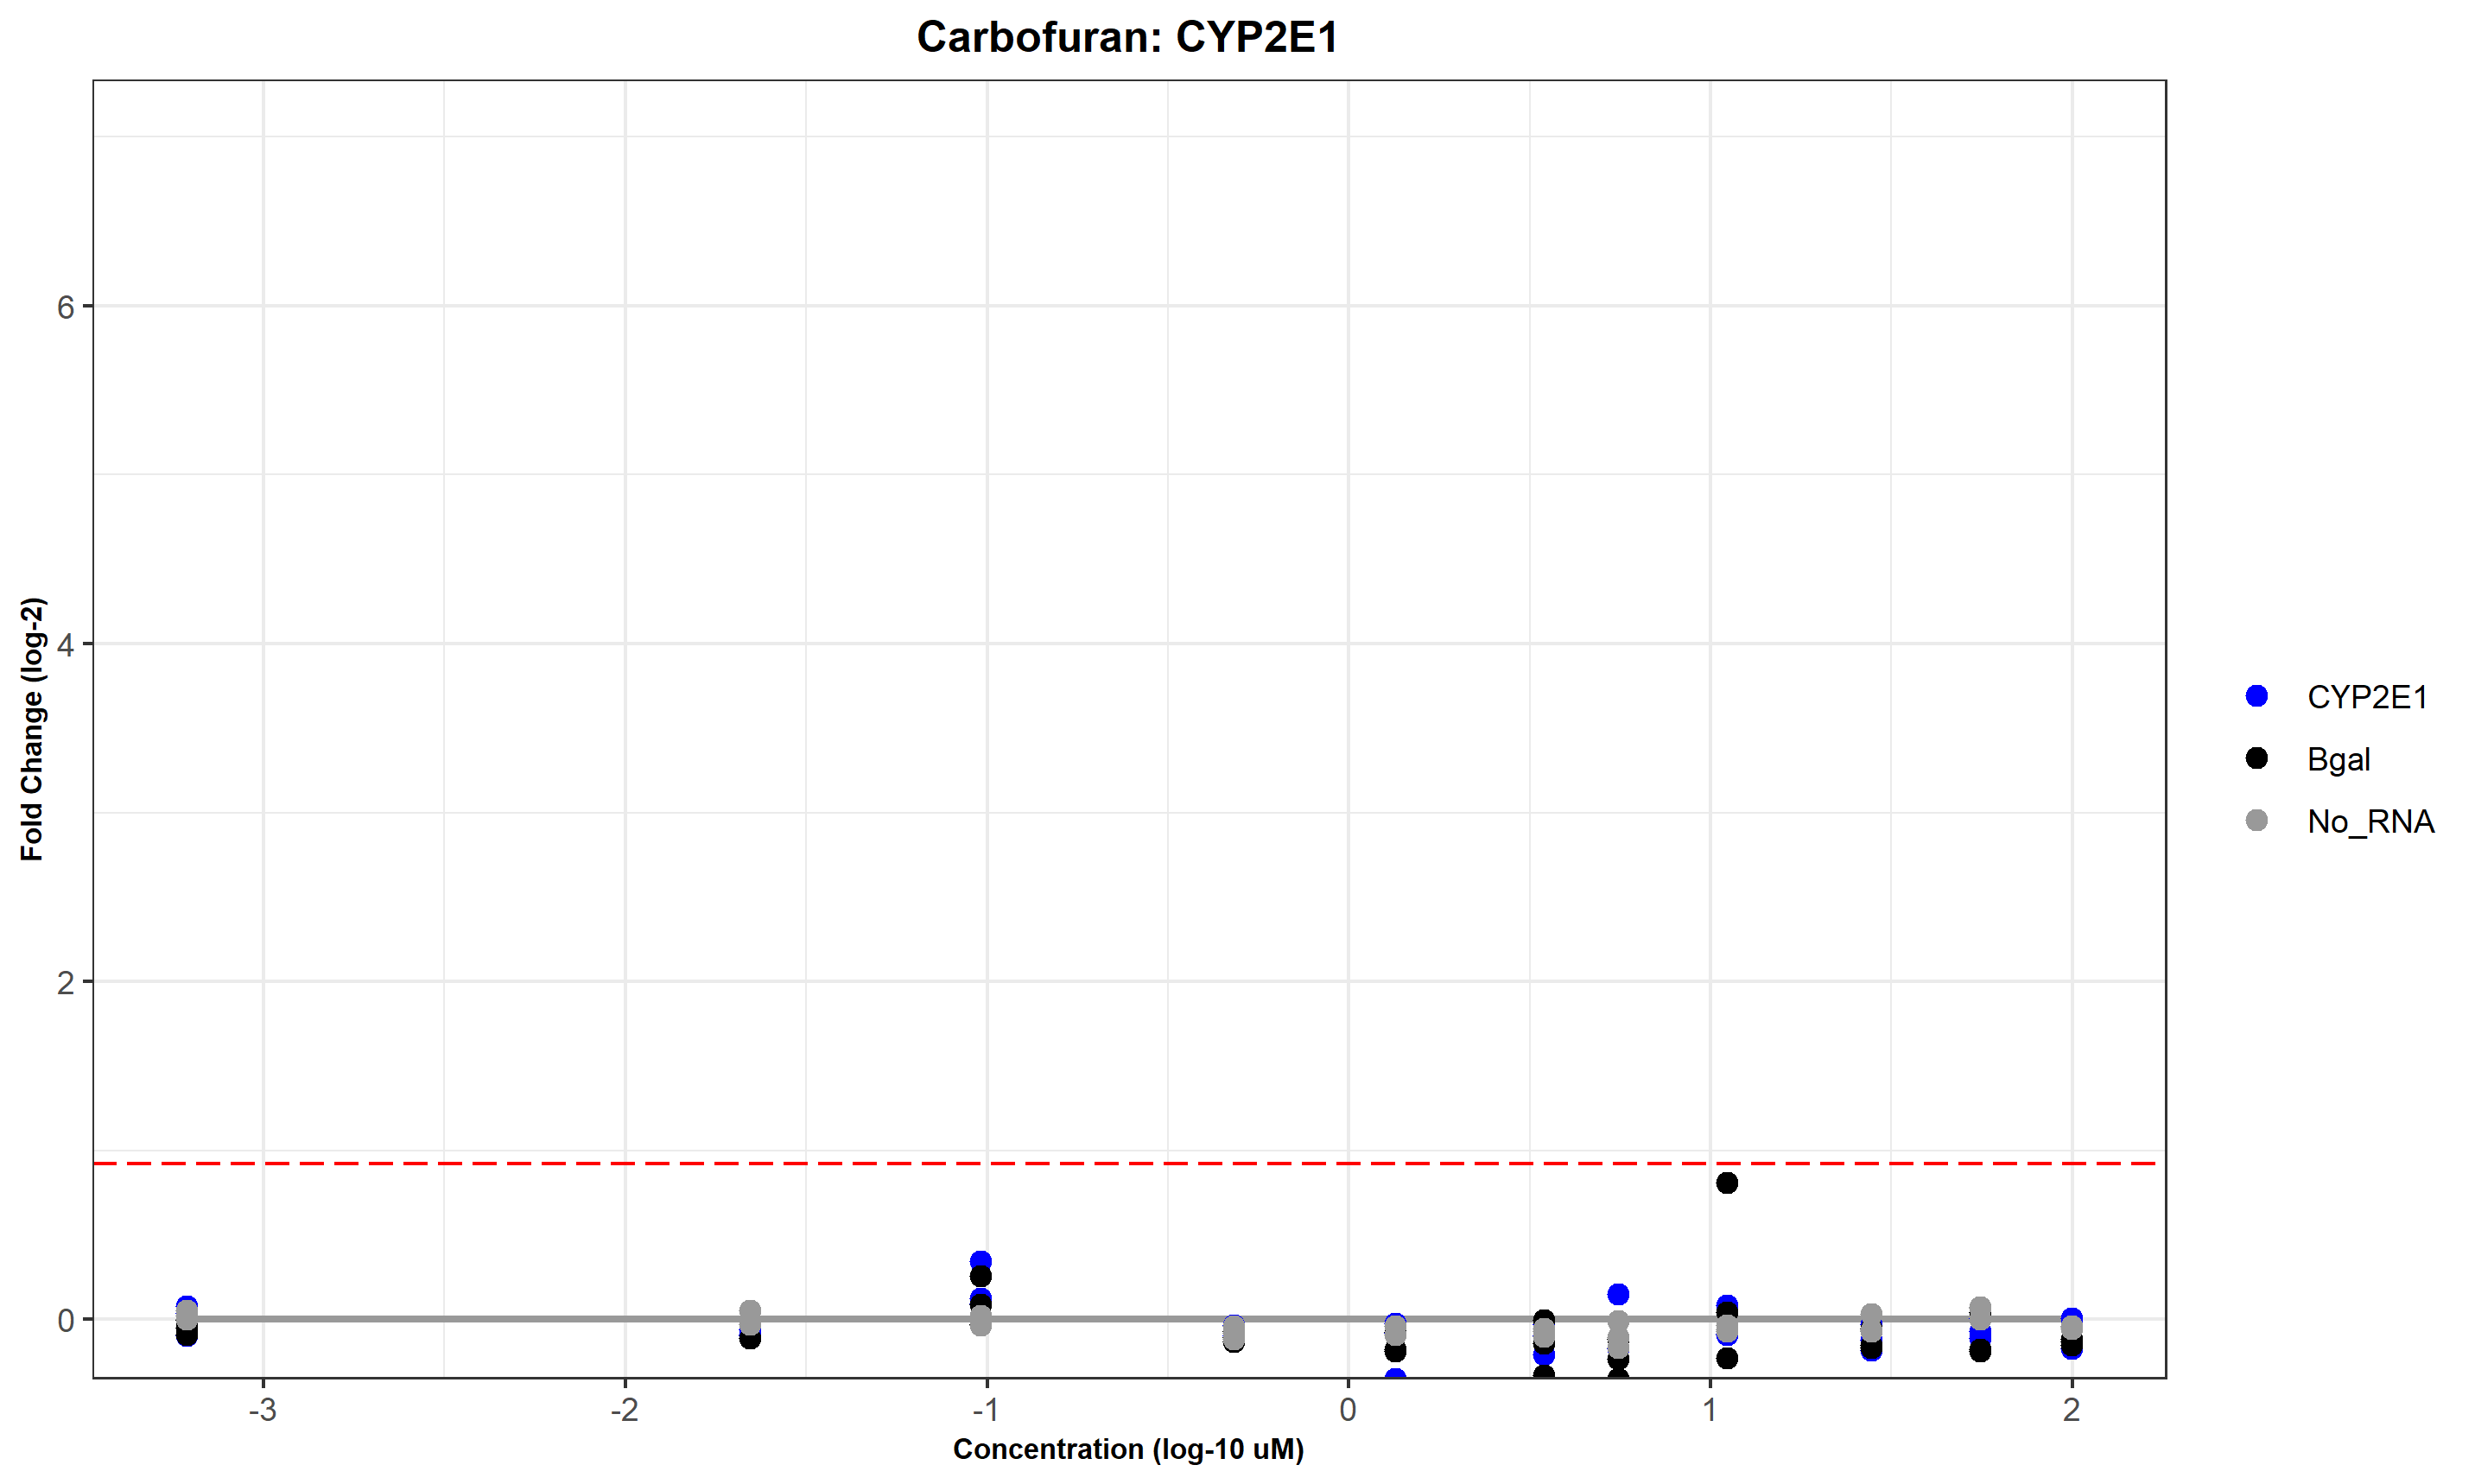 Carbofuran: CYP2E1
Fold Change (log-2)
6
4
2
0
-3
-2
-1
0
1
2
Concentration (log-10 uM)
CYP2E1
Bgal
No_RNA